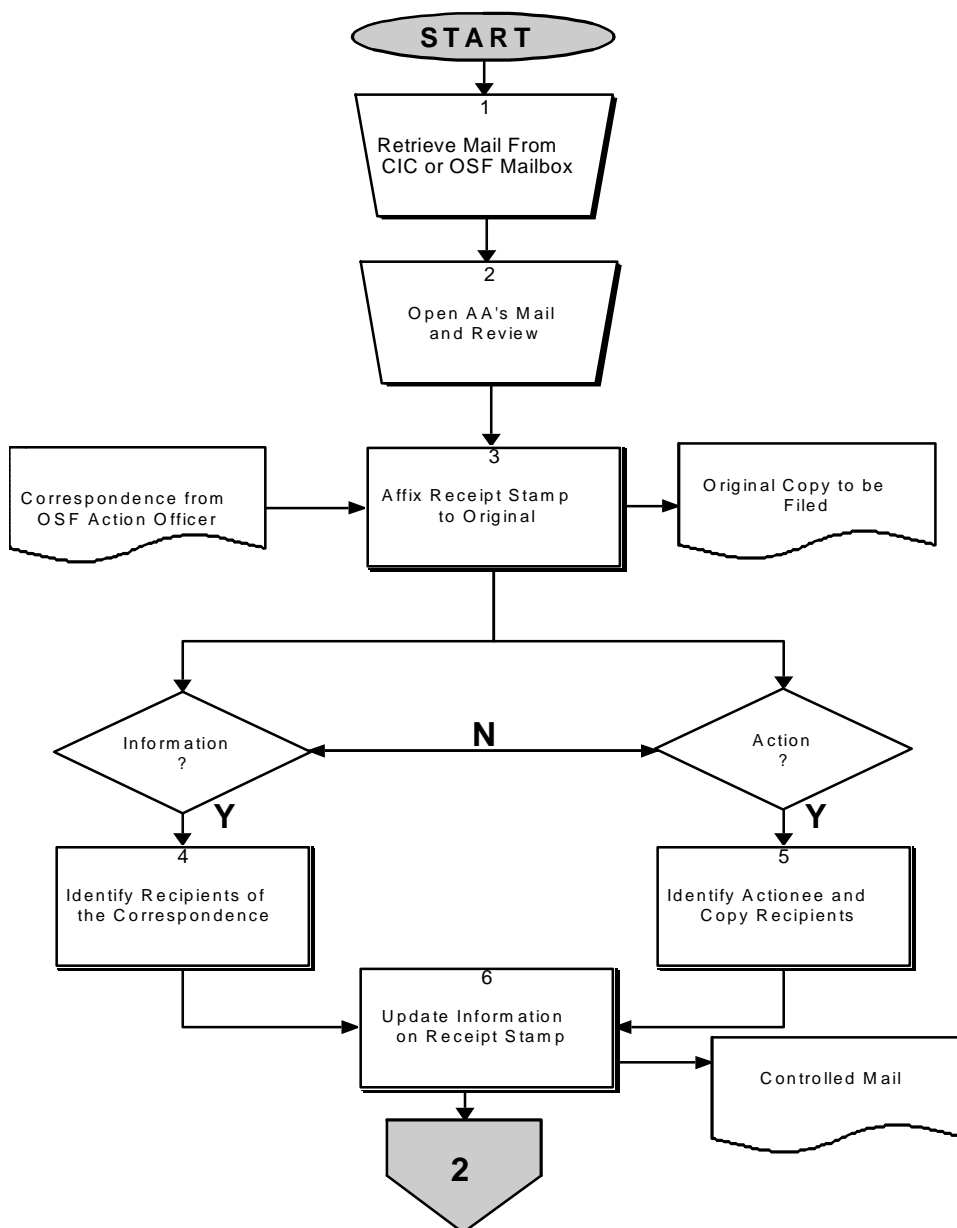 START
1
Retrieve Mail From
CIC or OSF Mailbox
2
Open AA's Mail
and Review
3
Affix Receipt Stamp
to Original
Correspondence from
OSF Action Officer
Original Copy to be
Filed
Information
?
N
Action
?
Y
Y
4
Identify Recipients of
the Correspondence
5
Identify Actionee and
Copy Recipients
6
Update Information
on Receipt Stamp
Controlled Mail
2